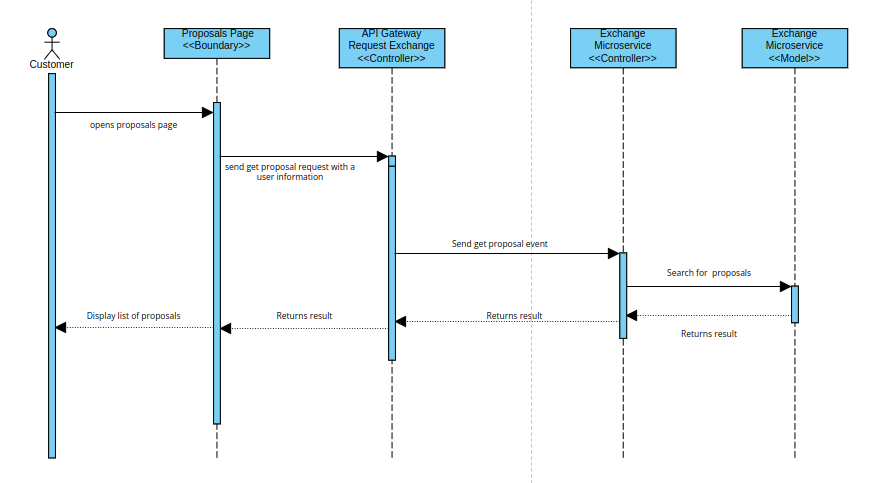 Customer
Proposals Page
<<Boundary>>
API Gateway
Request Exchange
<<Controller>>
Exchange
Microservice
<<Controller>>
Exchange
Microservice
<<Model>>
opens proposals page
send get proposal request with a
user information
Send get proposal event
Search for  proposals
Display list of proposals
Returns result
Returns result
Returns result